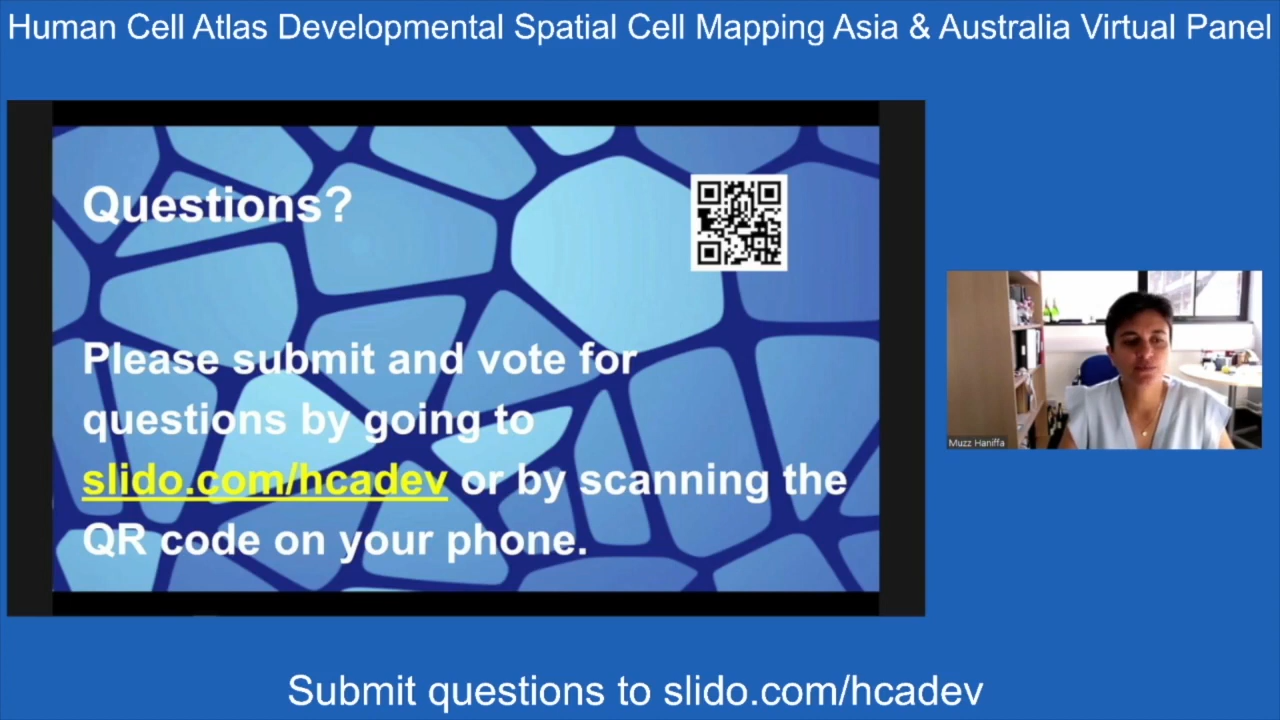 Human Cell Atlas Developmental Spatial Cell Mapping Asia & Australia Virtual Panel
Questions?
Please submit and vote for
questions by going to
slido.com/hcadev or by scanning the
QR code on your phone.
Muzz Haniffa
Submit questions to slido.com/hcadev